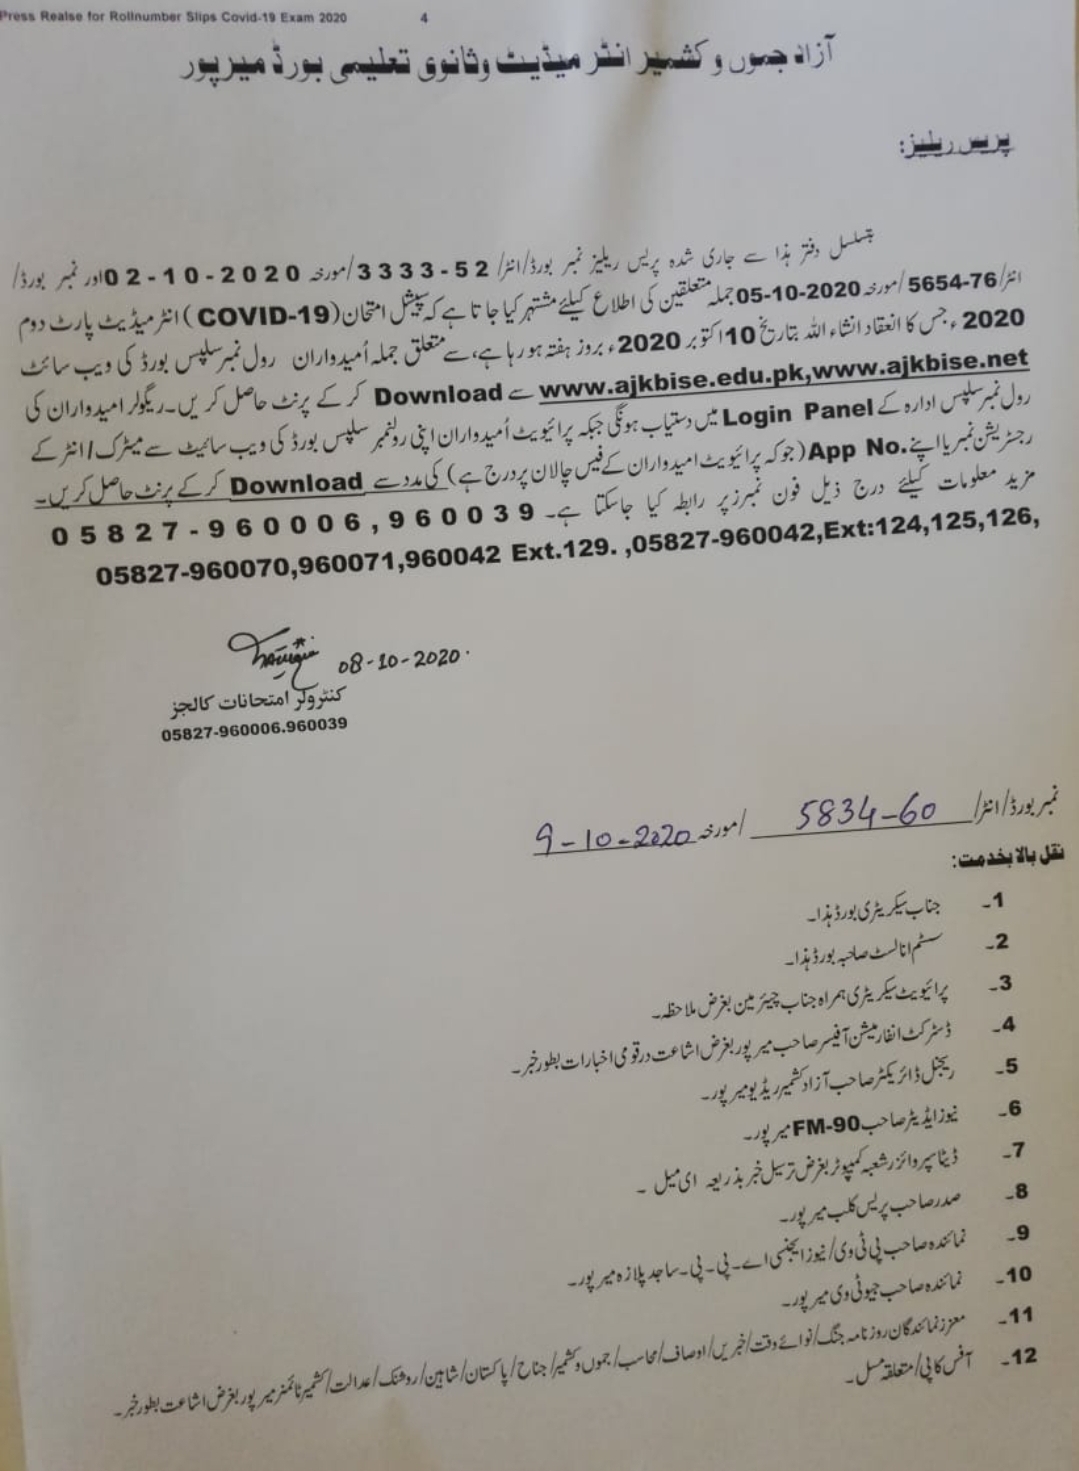 Press Realse for Rollnumber Slips Covid-19 Exam 2020 4
آزاد جموں و کشمیر انٹر میڈیٹ وثانوی تعلیمی بورڈ میرپور
پریس ریلیز:
بتسلسل دفتر ہذا سے جاری شدہ پریس ریلیز نمبر بورڈ/انٹر/3333-52/مورخہ 02-10-2020اور نمبر بورڈ/
انٹر/5654-76/مورخہ 05-10-2020جملہ متعلقین کی اطلاع کیلئے مشتہر کیا جاتا ہے کہ سپیشل امتحان(COVID-19) انٹرمیڈیٹ پارٹ دوم
2020ء جس کا انعقاد انشاء اللہ بتاریخ 10اکتوبر 2020ء بروز ہفتہ ہو رہا ہے، سے متعلق جملہ اُمیدواران رول نمبر سلپس بورڈ کی ویب سائٹ
www.ajkbise.edu.pk,www.ajkbise.net سے Download کر کے پرنٹ حاصل کریں۔ریگولر امیدواران کی
رول نمبر سلپس ادارہ کے Login Panel میں دستیاب ہونگی جبکہ پرائیویٹ اُمیدواران اپنی رولنمبر سلپس بورڈ کی ویب سائیٹ سے میٹرک/انٹر کے
رجسٹریشن نمبر یا اپنے App No.(جو کہ پرائیویٹ امیدواران کے فیس چالان پر درج ہے) کی مدد سے Download کر کے پرنٹ حاصل کریں۔
مزید معلومات کیلئے درج ذیل فون نمبرز پر رابطہ کیا جاسکتا ہے۔ 05827-960006,960039
05827-960070,960071,960042 Ext.129. ,05827-960042,Ext:124,125,126,
08-10-2020
کنٹرولر امتحانات کالجز
05827-960006.960039
نمبر بورڈ/انٹر/ 5834-60 /مورخہ 9-10-2020
نقل بالا بخدمت:
1۔ جناب سیکریٹری بورڈ ہذا۔
2۔ سسٹم انالسٹ صاحبہ بورڈ ہذا۔
3۔ پرائیویٹ سیکریٹری ہمراہ جناب چیئرمین بغرض ملاحظہ۔
4۔ ڈسٹرکٹ انفارمیشن آفیسر صاحب میرپور بغرض اشاعت در قومی اخبارات بطور خبر۔
5۔ ریجنل ڈائریکٹر صاحب آزاد کشمیر ریڈیو میرپور۔
6۔ نیوز ایڈیٹر صاحب FM-90 میرپور۔
7۔ ڈیٹا سپروائزر شعبہ کمپیوٹر بغرض ترسیل خبر بذریعہ ای میل ۔
8۔ صدر صاحب پریس کلب میرپور۔
9۔ نمائندہ صاحب پی ٹی وی/نیوز ایجنسی اے۔پی۔پی۔ساجد پلازہ میرپور۔
10۔ نمائندہ صاحب جیو ٹی وی میرپور۔
11۔ معزز نمائندگان روزنامہ جنگ/نوائے وقت/خبریں/اوصاف/محاسب/جموں و کشمیر/جناح/پاکستان/شاہین/روشنک/عدالت/کشمیر ٹائمنز میرپور بغرض اشاعت بطور خبر۔
12۔ آفس کاپی/متعلقہ مسل۔